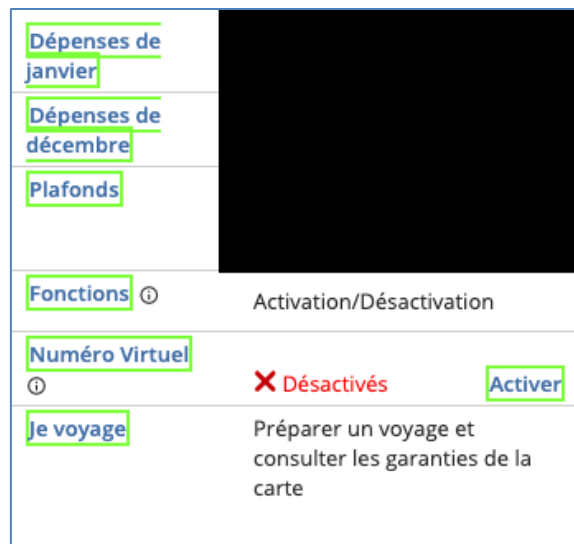 Dépenses de
janvier
Dépenses de
décembre
Plafonds
Fonctions
Activation/Désactivation
Numéro Virtuel
Désactivés Activer
Je voyage
Préparer un voyage et
consulter les garanties de la
carte